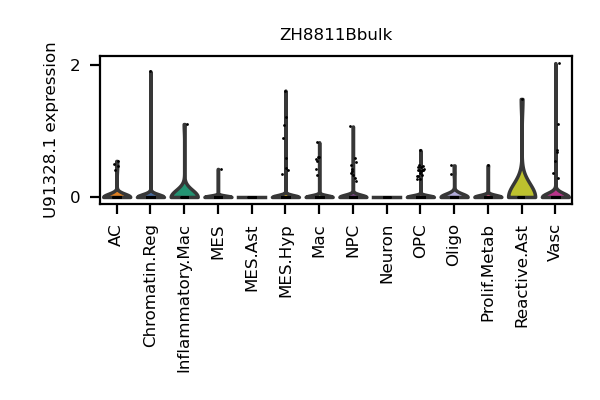 ZH8811Bbulk
U91328.1 expression
2
0
AC
Chromatin.Reg
Inflammatory.Mac
MES
MES.Ast
MES.Hyp
Mac
NPC
Neuron
OPC
Oligo
Prolif.Metab
Reactive.Ast
Vasc